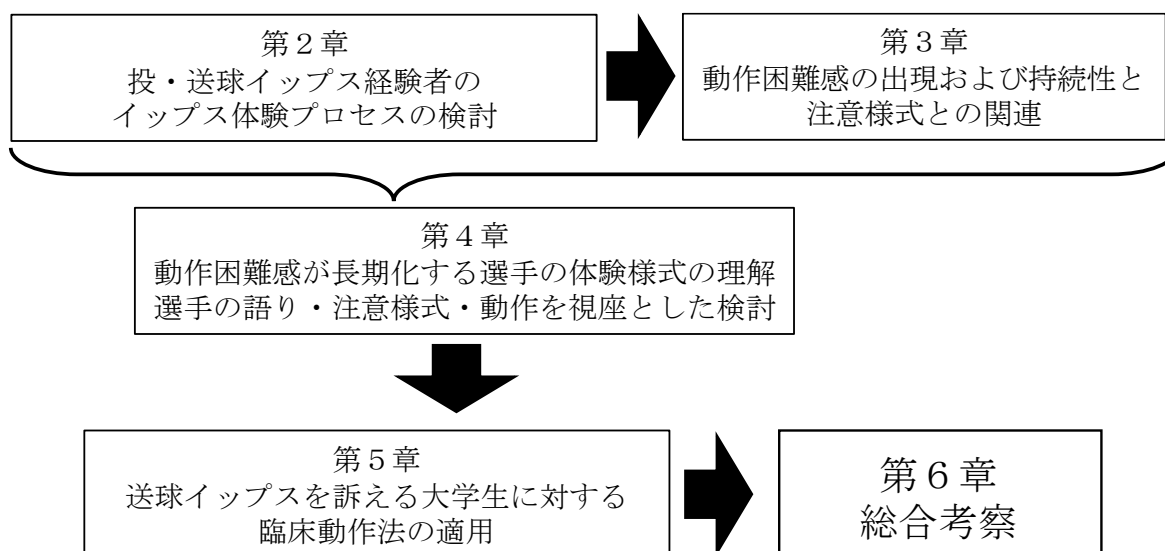 第２章
投・送球イップス経験者の
イップス体験プロセスの検討
第３章
動作困難感の出現および持続性と
注意様式との関連
第４章
動作困難感が長期化する選手の体験様式の理解
選手の語り・注意様式・動作を視座とした検討
第５章
送球イップスを訴える大学生に対する
臨床動作法の適用
第６章
総合考察